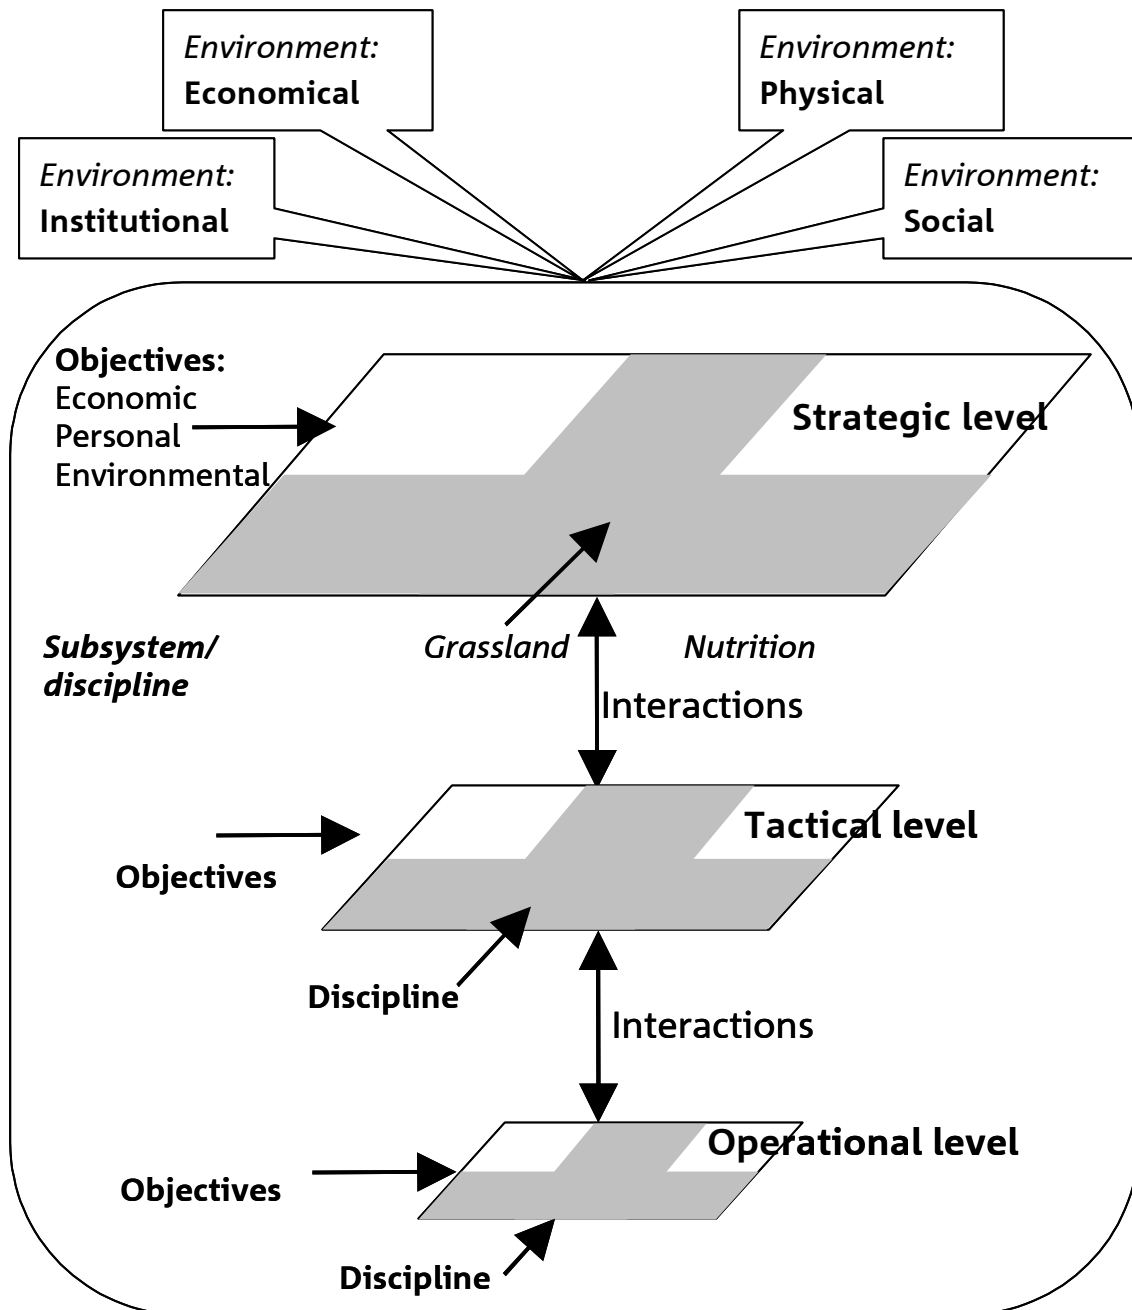 Environment:
Economical
Environment:
Physical
Environment:
Institutional
Environment:
Social
Objectives:
Economic
Personal
Environmental
Strategic level
Subsystem/
discipline
Grassland
Nutrition
Interactions
Tactical level
Objectives
Discipline
Interactions
Operational level
Objectives
Discipline